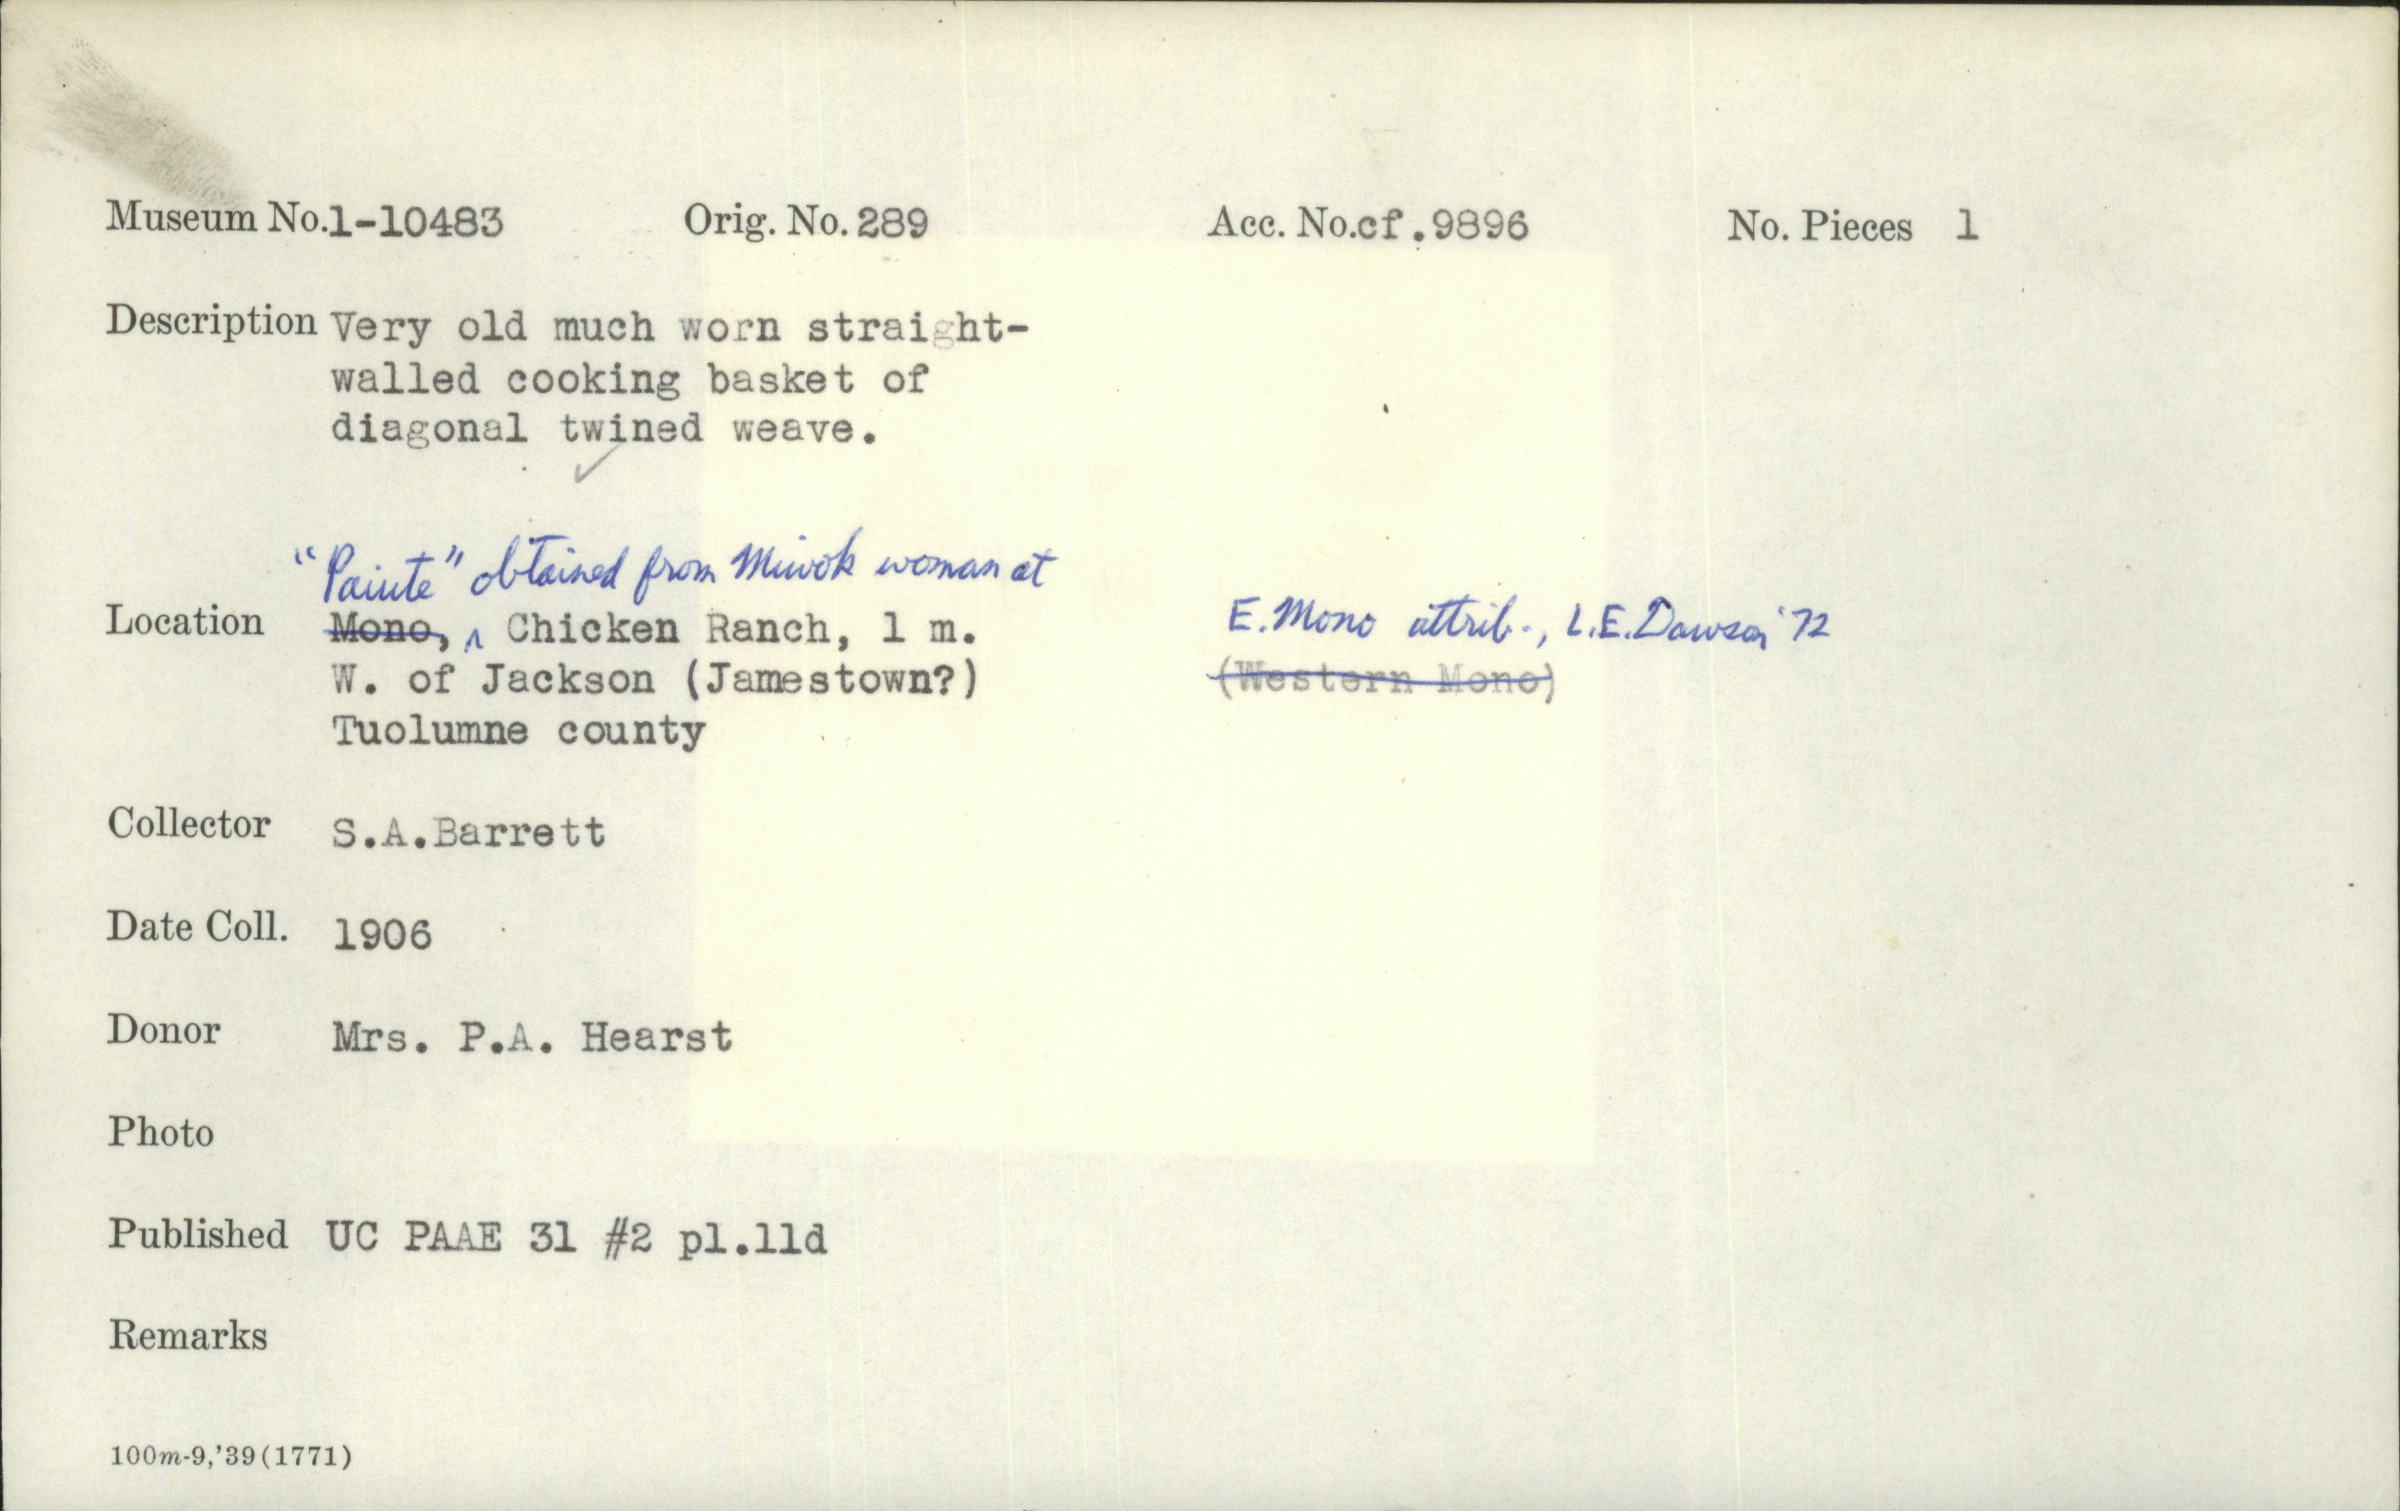 Museum No. 1-10483 Orig. No. 289 Acc. No. cf. 9896 No. Pieces 1
Description Very old much worn straight-
walled cooking basket of
diagonal twined weave.
"Paiute" obtained from Miwok woman at
Location Mono, ^ Chicken Ranch, 1 m.
W. of Jackson (Jamestown?)
Tuolumne county
E. Mono attrib., L.E. Dawson '72
(Western Mono)
Collector S.A.Barrett
Date Coll. 1906
Donor Mrs. P.A. Hearst
Photo
Published UC PAAE 31 #2 pl.11d
Remarks
100m-9,'39(1771)